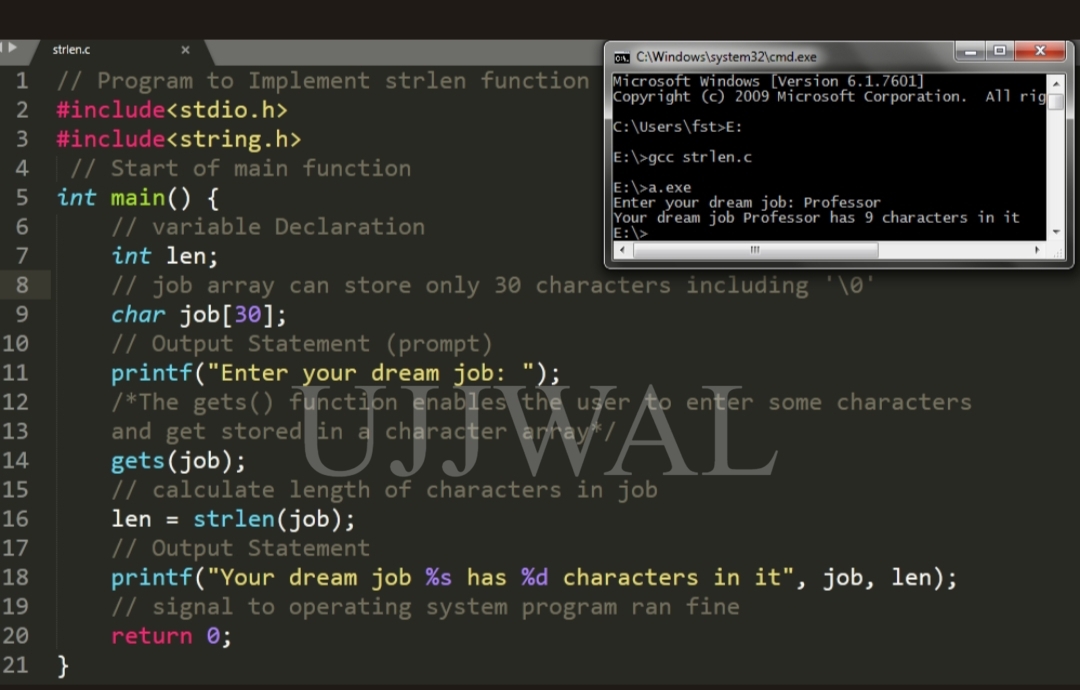 strlen.c
1 // Program to Implement strlen function
2 #include<stdio.h>
3 #include<string.h>
4 // Start of main function
5 int main() {
6 // variable Declaration
7 int len;
8 // job array can store only 30 characters including '\0'
9 char job[30];
10 // Output Statement (prompt)
11 printf("Enter your dream job: ");
12 /*The gets() function enables the user to enter some characters
13 and get stored in a character array*/
14 gets(job);
15 // calculate length of characters in job
16 len = strlen(job);
17 // Output Statement
18 printf("Your dream job %s has %d characters in it", job, len);
19 // signal to operating system program ran fine
20 return 0;
21 }
UJJWAL
C:\Windows\system32\cmd.exe
Microsoft Windows [Version 6.1.7601]
Copyright (c) 2009 Microsoft Corporation. All rig
C:\Users\fst>E:
E:\>gcc strlen.c
E:\>a.exe
Enter your dream job: Professor
Your dream job Professor has 9 characters in it
E:\>